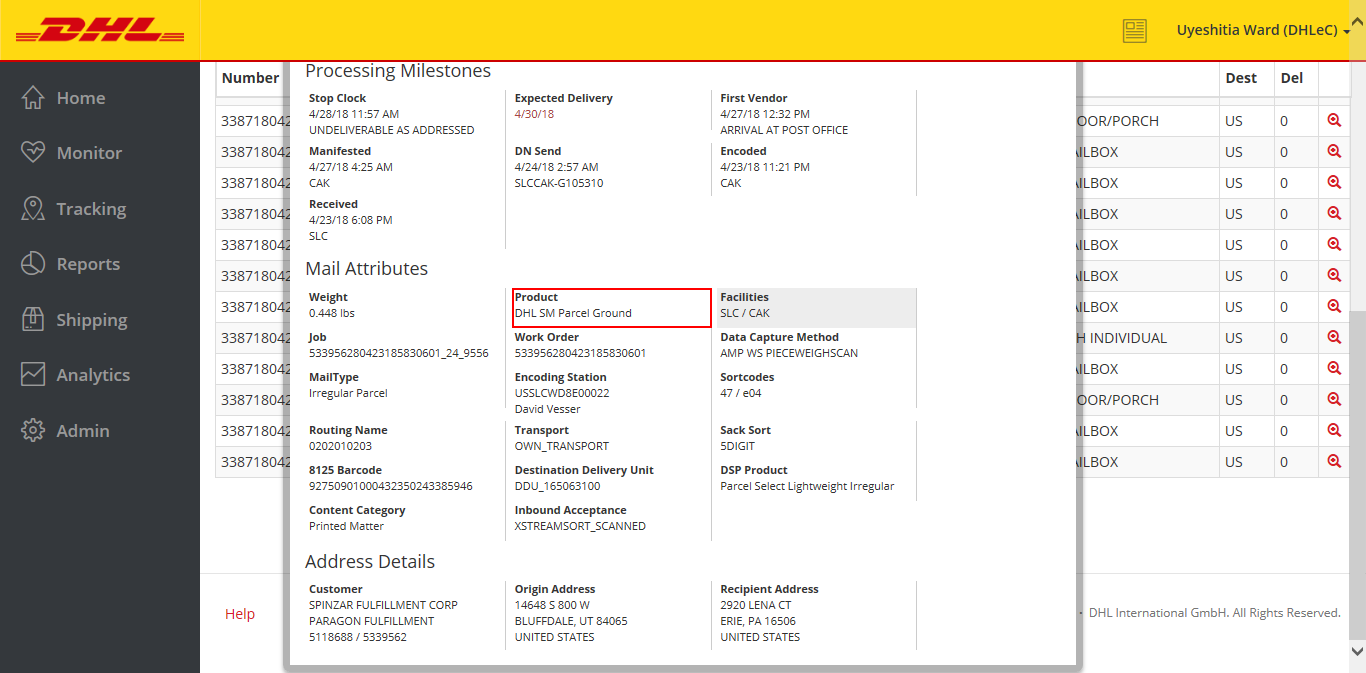 DHL
Uyeshitia Ward (DHLeC)
Home
Monitor
Tracking
Reports
Shipping
Analytics
Admin
Number
Dest
Del
338718042
OOR/PORCH
US
0
338718042
ILBOX
US
0
338718042
ILBOX
US
0
338718042
ILBOX
US
0
338718042
ILBOX
US
0
338718042
ILBOX
US
0
338718042
ILBOX
US
0
338718042
H INDIVIDUAL
US
0
338718042
ILBOX
US
0
338718042
OOR/PORCH
US
0
338718042
ILBOX
US
0
338718042
ILBOX
US
0
Processing Milestones
Stop Clock
4/28/18 11:57 AM
UNDELIVERABLE AS ADDRESSED
Expected Delivery
4/30/18
First Vendor
4/27/18 12:32 PM
ARRIVAL AT POST OFFICE
Manifested
4/27/18 4:25 AM
CAK
DN Send
4/24/18 2:57 AM
SLCCAK-G105310
Encoded
4/23/18 11:21 PM
CAK
Received
4/23/18 6:08 PM
SLC
Mail Attributes
Weight
0.448 lbs
Product
DHL SM Parcel Ground
Facilities
SLC / CAK
Job
533956280423185830601_24_9556
Work Order
533956280423185830601
Data Capture Method
AMP WS PIECEWEIGHSCAN
MailType
Irregular Parcel
Encoding Station
USSLCWD8E00022
David Vesser
Sortcodes
47 / e04
Routing Name
0202010203
Transport
OWN_TRANSPORT
Sack Sort
5DIGIT
8125 Barcode
92750901000432350243385946
Destination Delivery Unit
DDU_165063100
DSP Product
Parcel Select Lightweight Irregular
Content Category
Printed Matter
Inbound Acceptance
XSTREAMSORT_SCANNED
Address Details
Customer
SPINZAR FULFILLMENT CORP
PARAGON FULFILLMENT
5118688 / 5339562
Origin Address
14648 S 800 W
BLUFFDALE, UT 84065
UNITED STATES
Recipient Address
2920 LENA CT
ERIE, PA 16506
UNITED STATES
Help
· DHL International GmbH. All Rights Reserved.